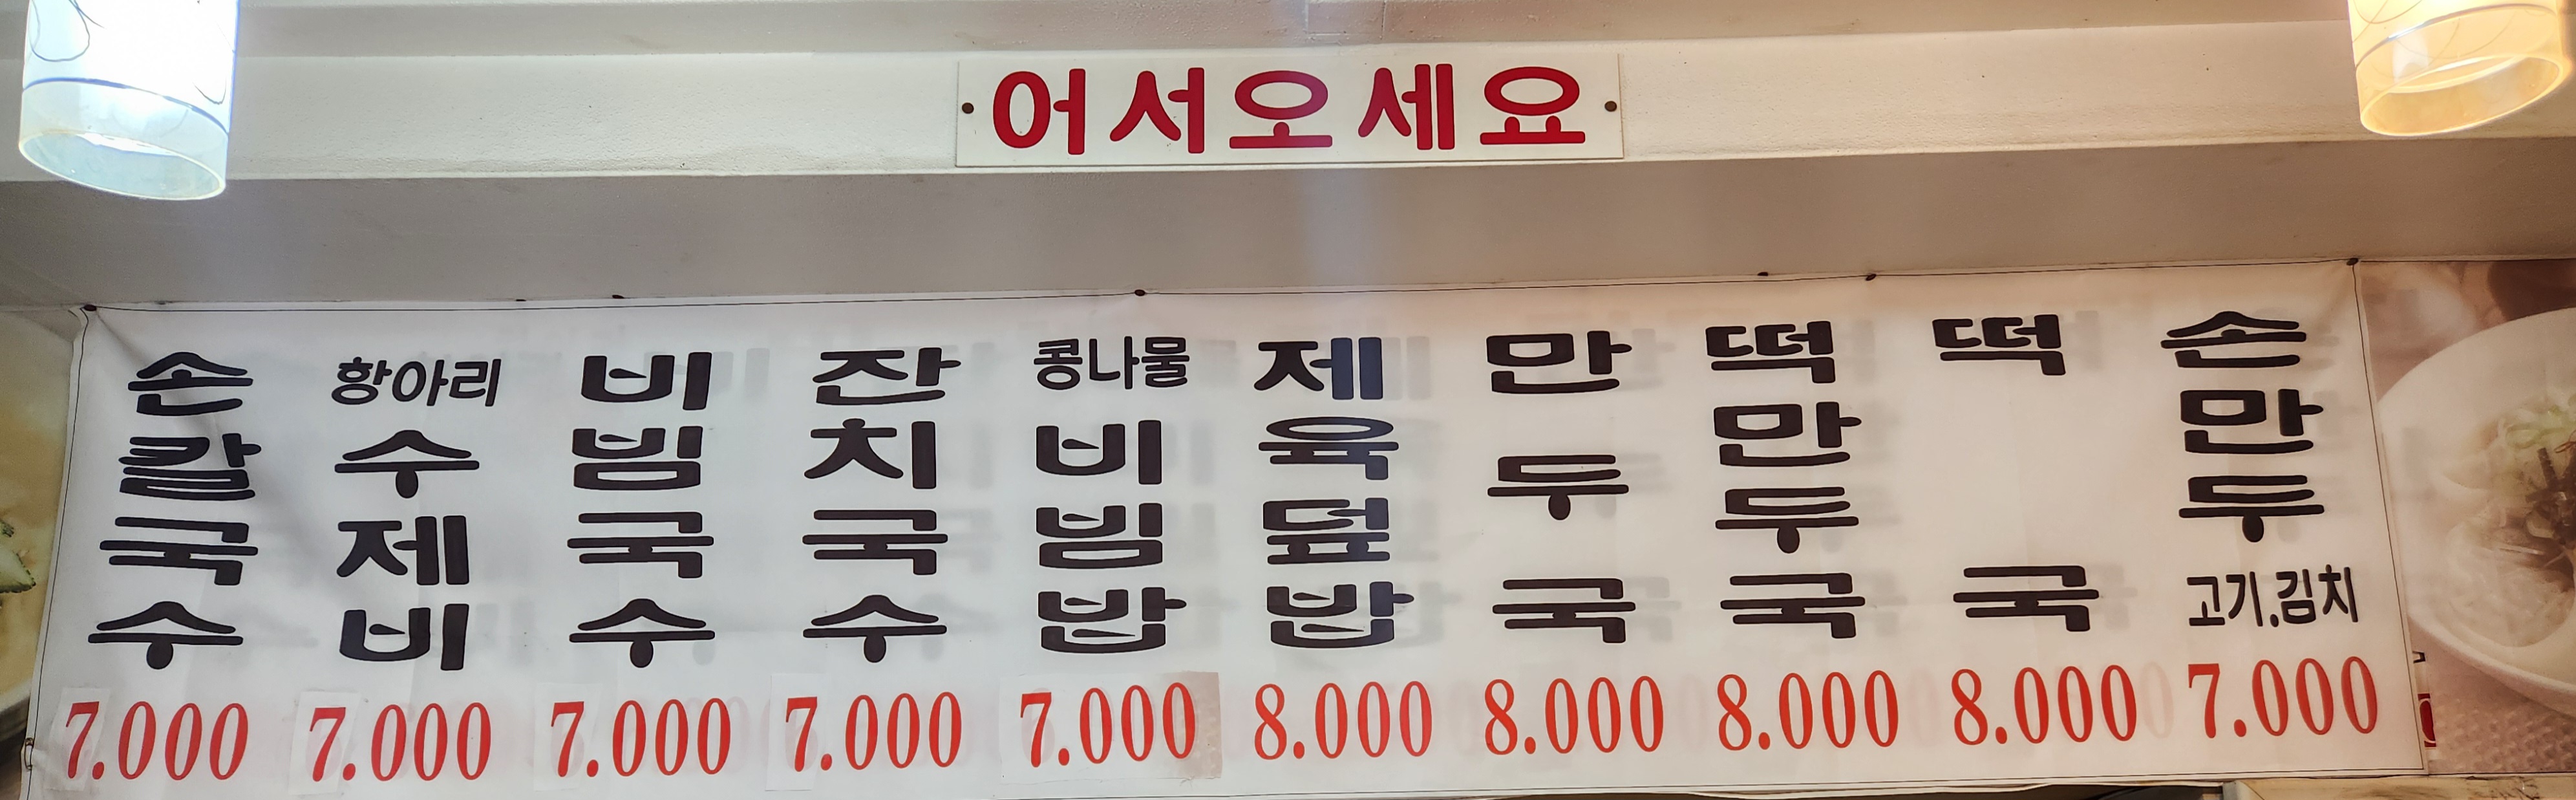 어서오세요
손칼국수
7.000
항아리
수제비
7.000
비빔국수
7.000
잔치국수
7.000
콩나물
비빔밥
7.000
제육덮밥
8.000
만두국
8.000
떡만두국
8.000
떡국
8.000
손만두
고기.김치
7.000